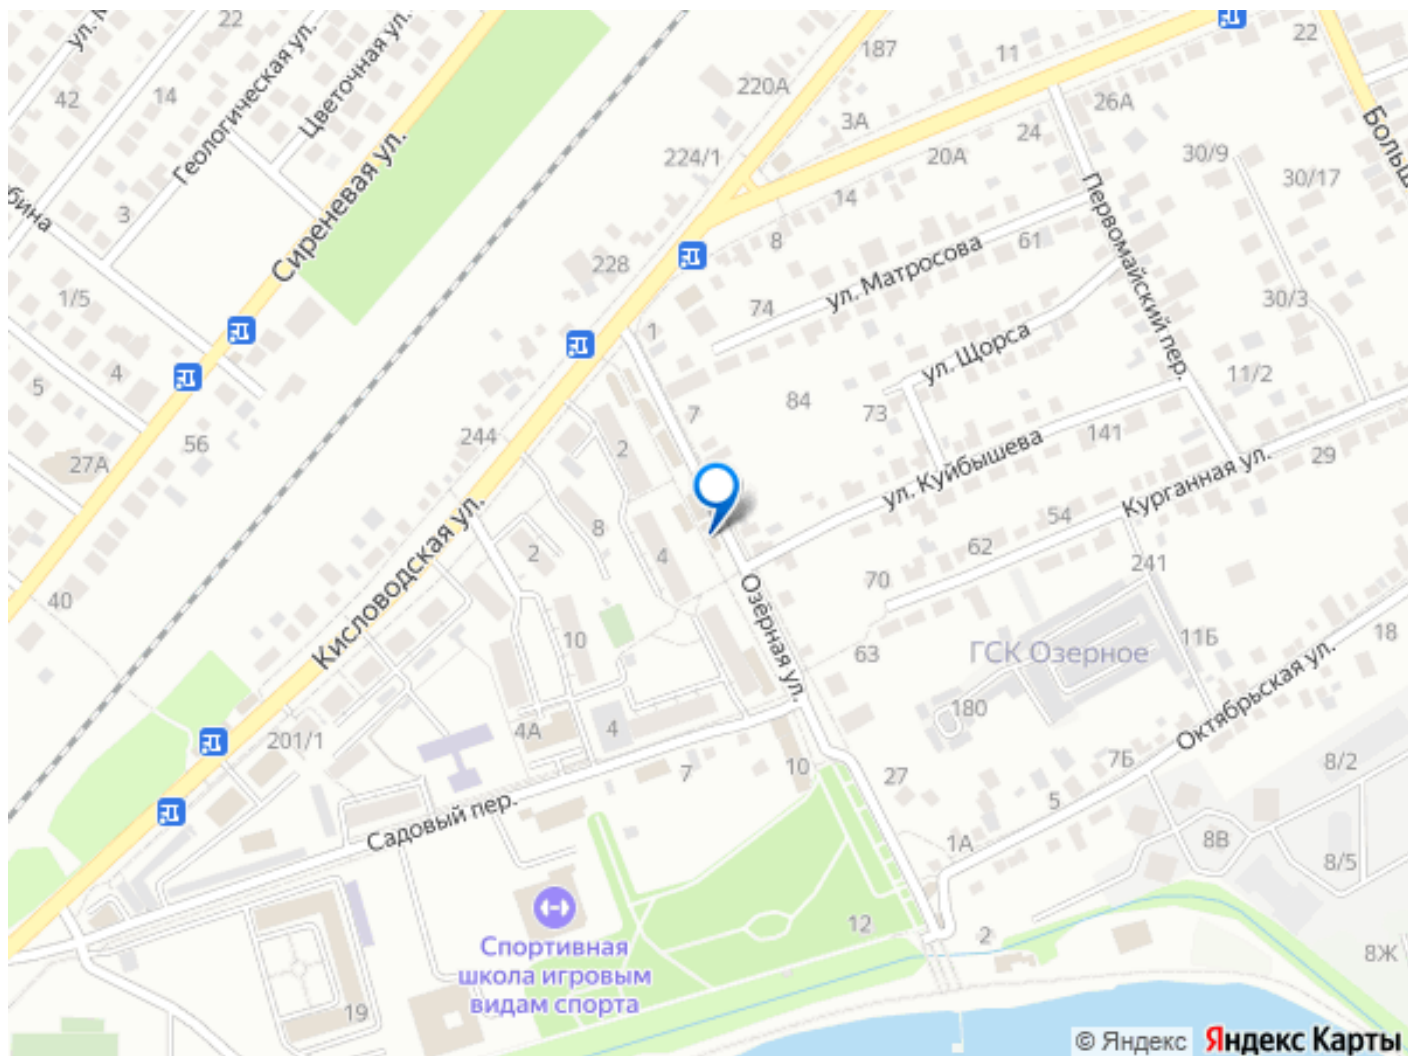 22
187
11
22
ул. М
Геологическая ул.
Цветочная ул.
42
14
220А
3А
26А
24
Больш
224/1
20А
30/9
30/17
бина
3
Сиреневая ул.
14
Первомайский пер.
8
ул. Матросова
61
228
1/5
74
30/3
1
ул. Щорса
4
5
11/2
84
7
73
56
244
2
141
27А
ул. Куйбышева
29
Курганная ул.
Кисловодская ул.
54
8
2
4
62
241
70
40
Озёрная ул.
10
11Б
63
ГСК Озерное
18
180
Октябрьская ул.
4А
4
201/1
7
10
27
7Б
8/2
5
Садовый пер.
1А
8В
8/5
12
2
Спортивная
школа игровым
видам спорта
8Ж
19
© Яндекс Яндекс Карты